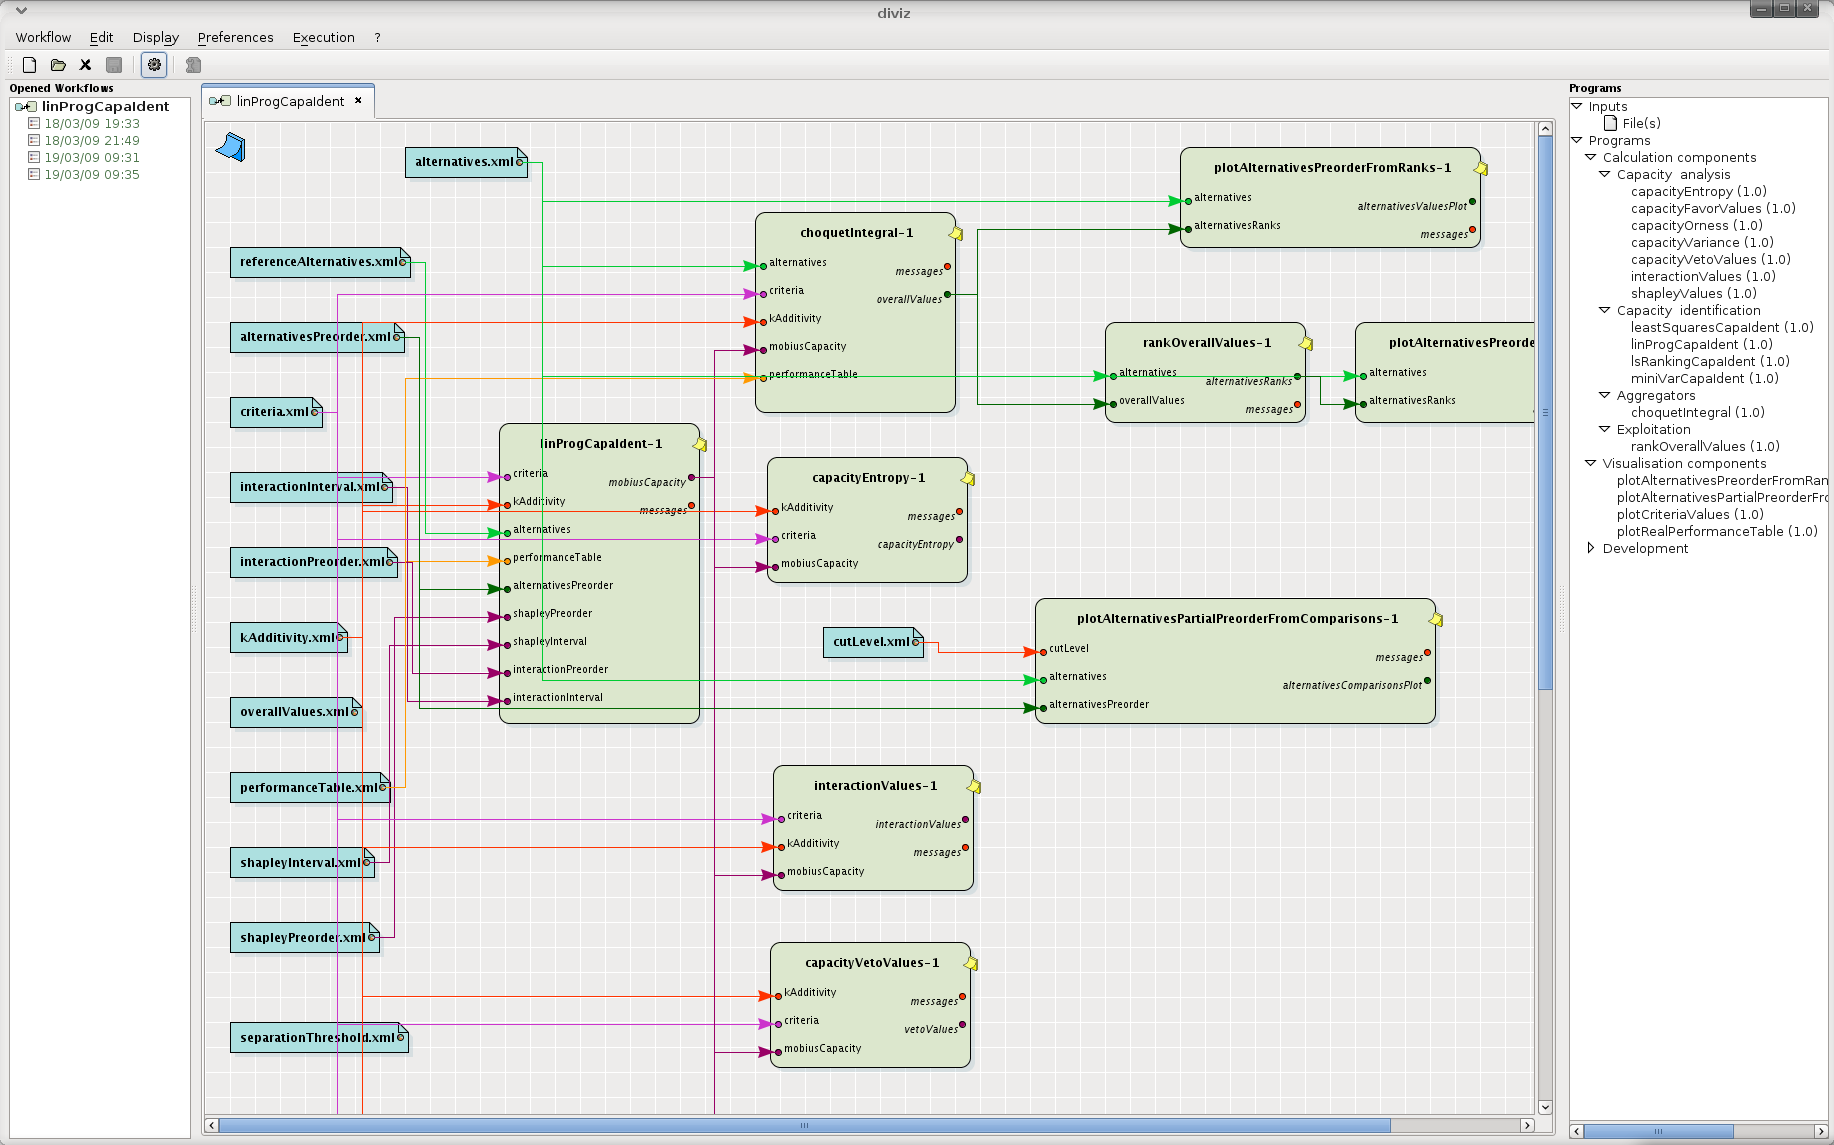 diviz
Workflow Edit Display Preferences Execution ?
Opened Workflows
linProgCapaIdent
18/03/09 19:33
18/03/09 21:49
19/03/09 09:31
19/03/09 09:35
linProgCapaIdent
alternatives.xml
referenceAlternatives.xml
alternativesPreorder.xml
criteria.xml
interactionInterval.xml
interactionPreorder.xml
kAdditivity.xml
overallValues.xml
performanceTable.xml
shapleyInterval.xml
shapleyPreorder.xml
separationThreshold.xml
linProgCapaIdent-1
criteria
mobiusCapacity
kAdditivity
messages
alternatives
performanceTable
alternativesPreorder
shapleyPreorder
shapleyInterval
interactionPreorder
interactionInterval
choquetIntegral-1
alternatives
messages
criteria
overallValues
kAdditivity
mobiusCapacity
performanceTable
plotAlternativesPreorderFromRanks-1
alternatives
alternativesValuesPlot
alternativesRanks
messages
rankOverallValues-1
alternatives
alternativesRanks
overallValues
messages
plotAlternativesPreorde
alternatives
alternativesRanks
capacityEntropy-1
kAdditivity
messages
criteria
capacityEntropy
mobiusCapacity
cutLevel.xml
plotAlternativesPartialPreorderFromComparisons-1
cutLevel
messages
alternatives
alternativesComparisonsPlot
alternativesPreorder
interactionValues-1
criteria
interactionValues
kAdditivity
messages
mobiusCapacity
capacityVetoValues-1
kAdditivity
messages
criteria
vetoValues
mobiusCapacity
Programs
Inputs
File(s)
Programs
Calculation components
Capacity analysis
capacityEntropy (1.0)
capacityFavorValues (1.0)
capacityOrness (1.0)
capacityVariance (1.0)
capacityVetoValues (1.0)
interactionValues (1.0)
shapleyValues (1.0)
Capacity identification
leastSquaresCapaIdent (1.0)
linProgCapaIdent (1.0)
lsRankingCapaIdent (1.0)
miniVarCapaIdent (1.0)
Aggregators
choquetIntegral (1.0)
Exploitation
rankOverallValues (1.0)
Visualisation components
plotAlternativesPreorderFromRan
plotAlternativesPartialPreorderFro
plotCriteriaValues (1.0)
plotRealPerformanceTable (1.0)
Development